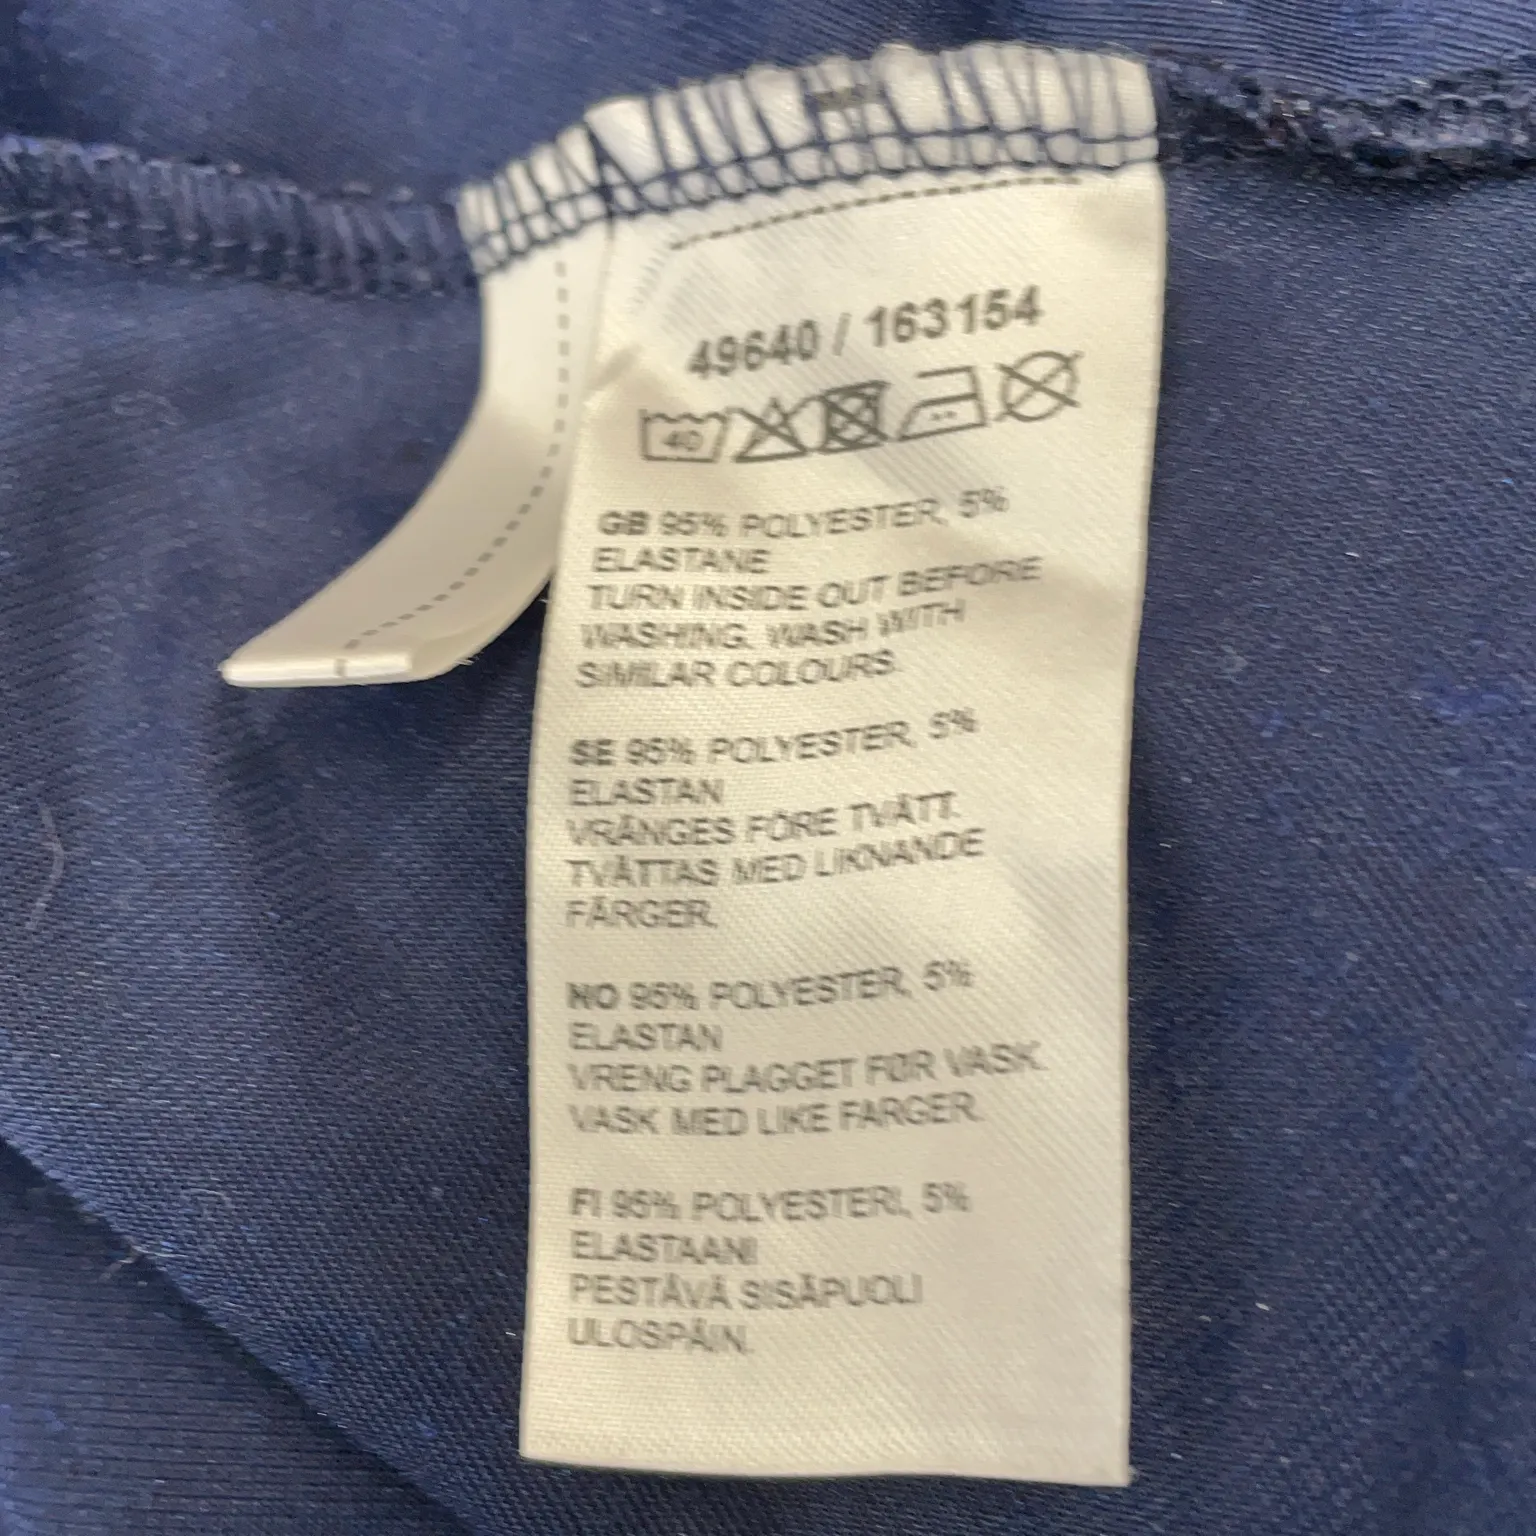 49640 / 163154
40
GB 95% POLYESTER, 5%
ELASTANE
TURN INSIDE OUT BEFORE
WASHING. WASH WITH
SIMILAR COLOURS.
SE 95% POLYESTER, 5%
ELASTAN
VRÄNGES FÖRE TVÄTT.
TVÄTTAS MED LIKNANDE
FÄRGER.
NO 95% POLYESTER, 5%
ELASTAN
VRENG PLAGGET FØR VASK.
VASK MED LIKE FARGER.
FI 95% POLYESTERI, 5%
ELASTAANI
PESTÄVÄ SISÄPUOLI
ULOSPÄIN.